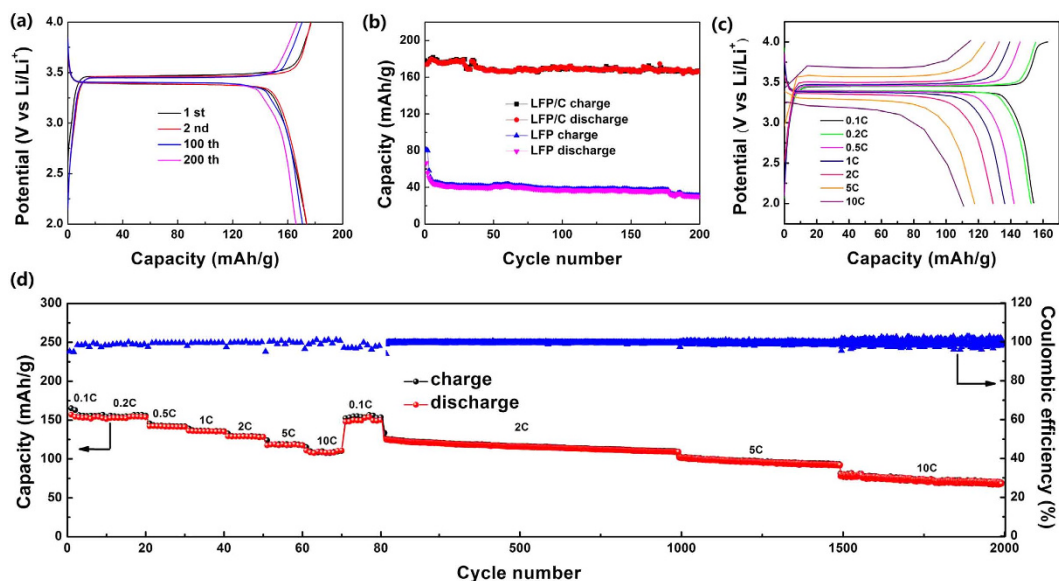 (a)
4.0
3.5
3.0
2.5
2.0
Potential (V vs Li/Li⁺)
1 st
2 nd
100 th
200 th
0 40 80 120 160 200
Capacity (mAh/g)
(b)
200
160
120
80
40
0
Capacity (mAh/g)
LFP/C charge
LFP/C discharge
LFP charge
LFP discharge
0 50 100 150 200
Cycle number
(c)
4.0
3.5
3.0
2.5
2.0
Potential (V vs Li/Li⁺)
0.1C
0.2C
0.5C
1C
2C
5C
10C
0 20 40 60 80 100 120 140 160
Capacity (mAh/g)
(d)
300
250
200
150
100
50
0
Capacity (mAh/g)
charge
discharge
0.1C 0.2C 0.5C 1C 2C 5C 10C 0.1C 2C 5C 10C
120
100
80
60
40
20
0
Coulombic efficiency (%)
0 20 40 60 80 500 1000 1500 2000
Cycle number